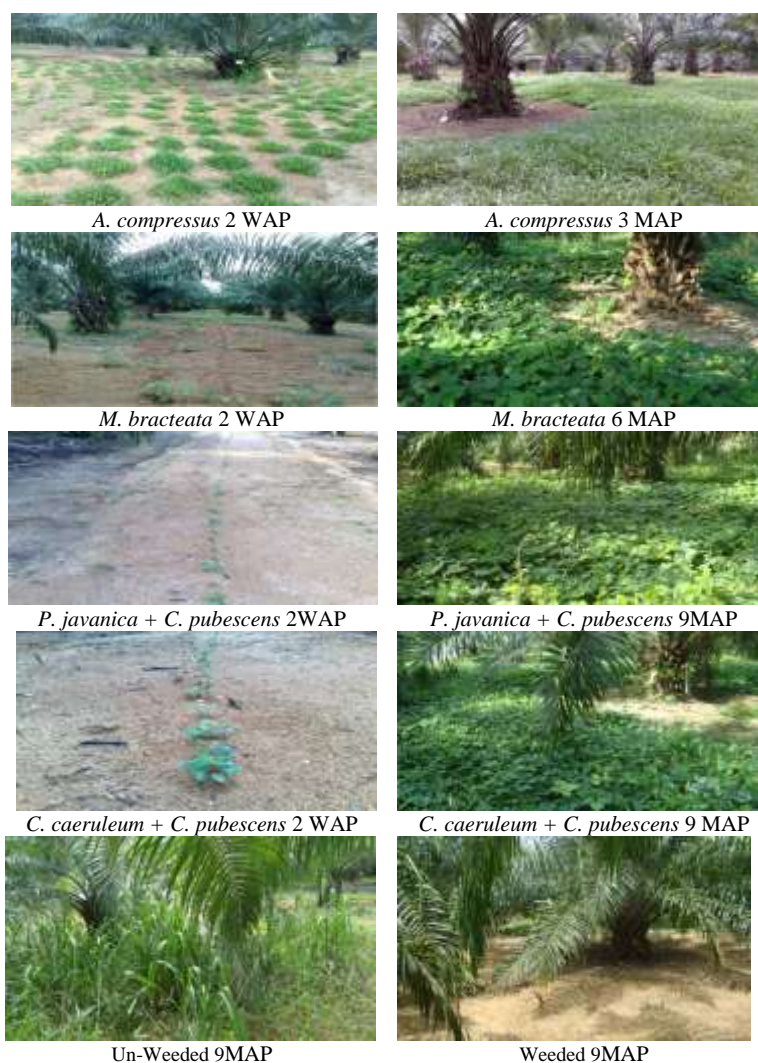 A. compressus 2 WAP
A. compressus 3 MAP
M. bracteata 2 WAP
M. bracteata 6 MAP
P. javanica + C. pubescens 2WAP
P. javanica + C. pubescens 9MAP
C. caeruleum + C. pubescens 2 WAP
C. caeruleum + C. pubescens 9 MAP
Un-Weeded 9MAP
Weeded 9MAP